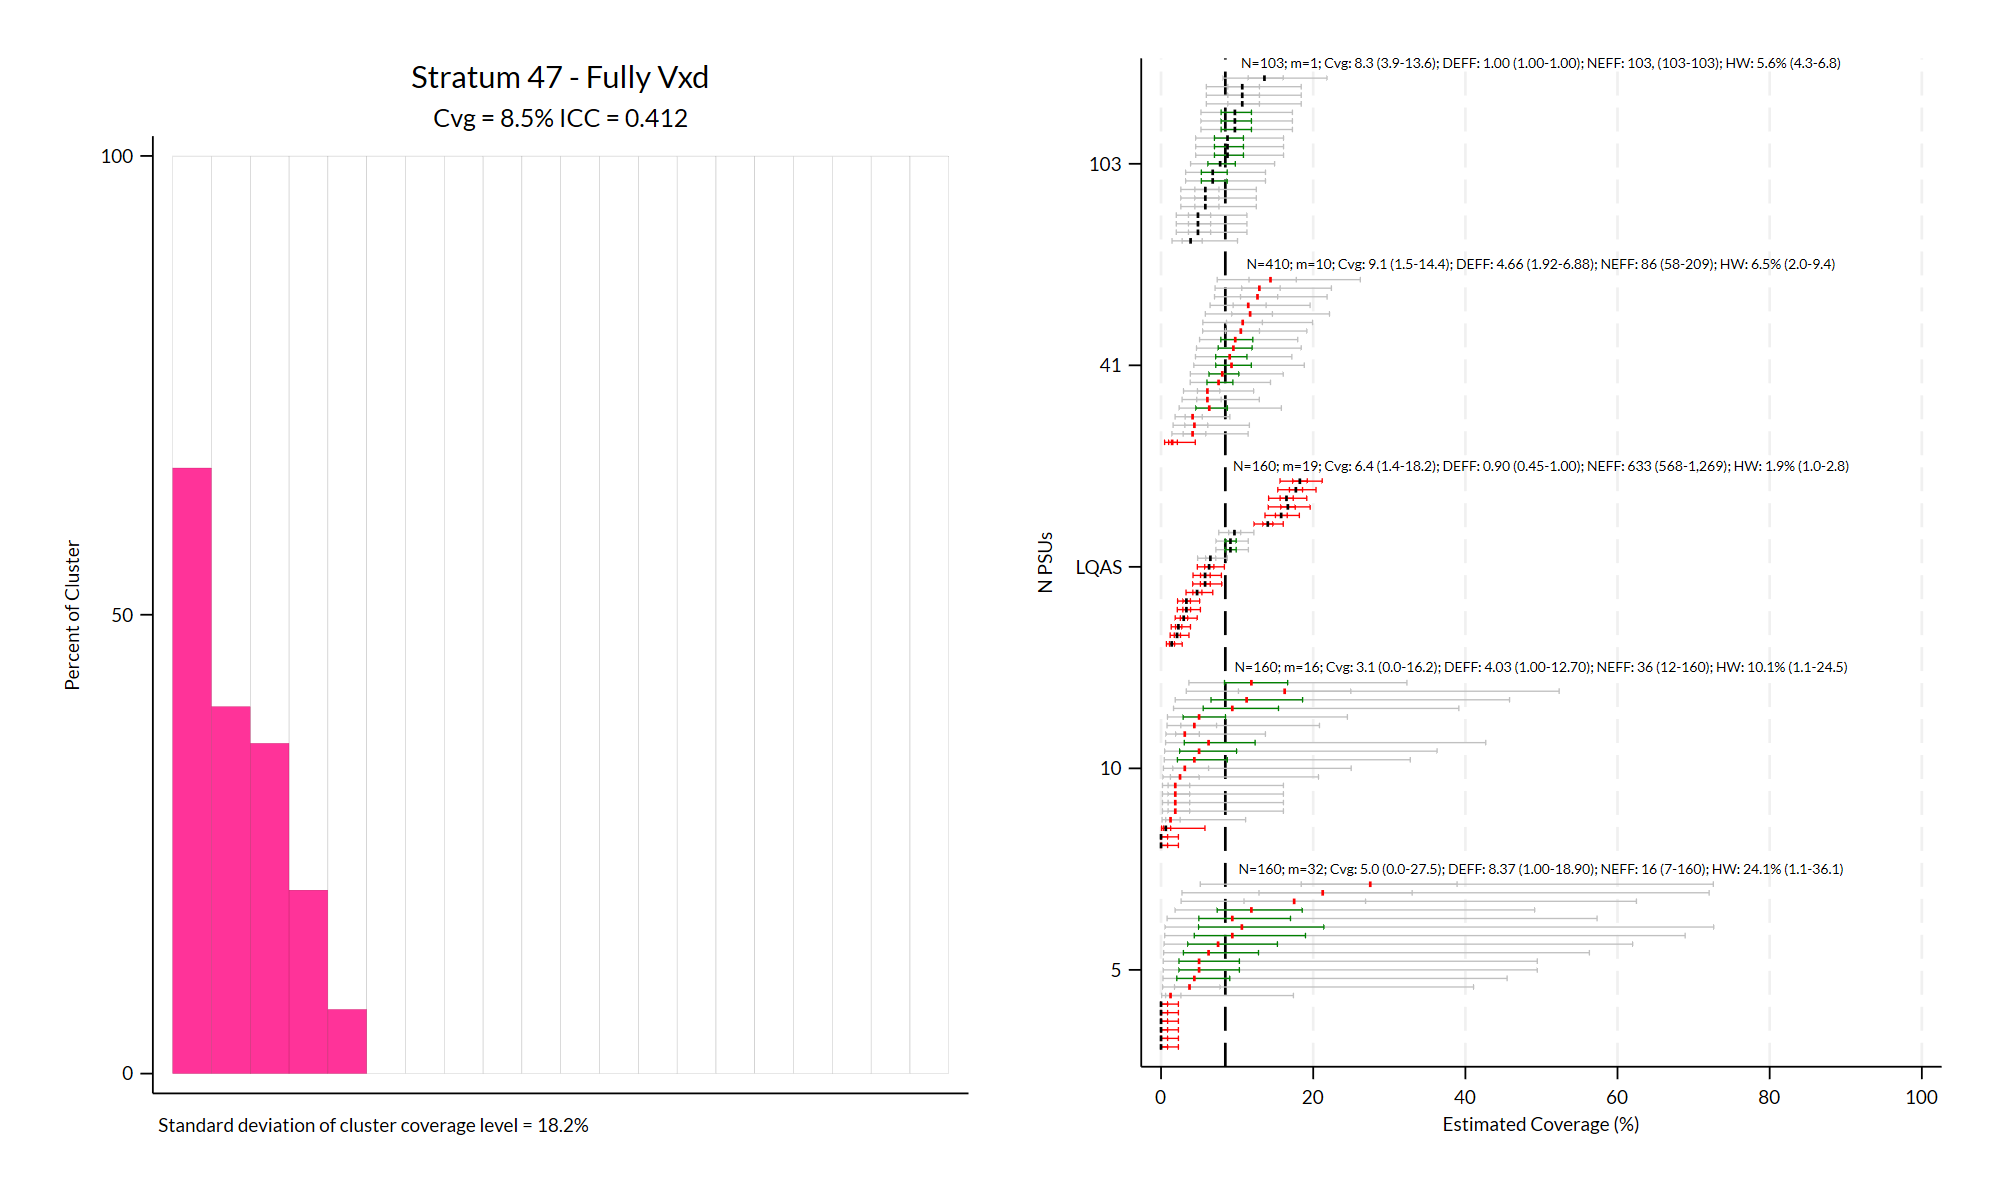 Stratum 47 - Fully Vxd
Cvg = 8.5% ICC = 0.412
100
50
0
Percent of Cluster
Standard deviation of cluster coverage level = 18.2%
N=103; m=1; Cvg: 8.3 (3.9-13.6); DEFF: 1.00 (1.00-1.00); NEFF: 103, (103-103); HW: 5.6% (4.3-6.8)
103
N=410; m=10; Cvg: 9.1 (1.5-14.4); DEFF: 4.66 (1.92-6.88); NEFF: 86 (58-209); HW: 6.5% (2.0-9.4)
41
N=160; m=19; Cvg: 6.4 (1.4-18.2); DEFF: 0.90 (0.45-1.00); NEFF: 633 (568-1,269); HW: 1.9% (1.0-2.8)
LQAS
N PSUs
N=160; m=16; Cvg: 3.1 (0.0-16.2); DEFF: 4.03 (1.00-12.70); NEFF: 36 (12-160); HW: 10.1% (1.1-24.5)
10
N=160; m=32; Cvg: 5.0 (0.0-27.5); DEFF: 8.37 (1.00-18.90); NEFF: 16 (7-160); HW: 24.1% (1.1-36.1)
5
0 20 40 60 80 100
Estimated Coverage (%)